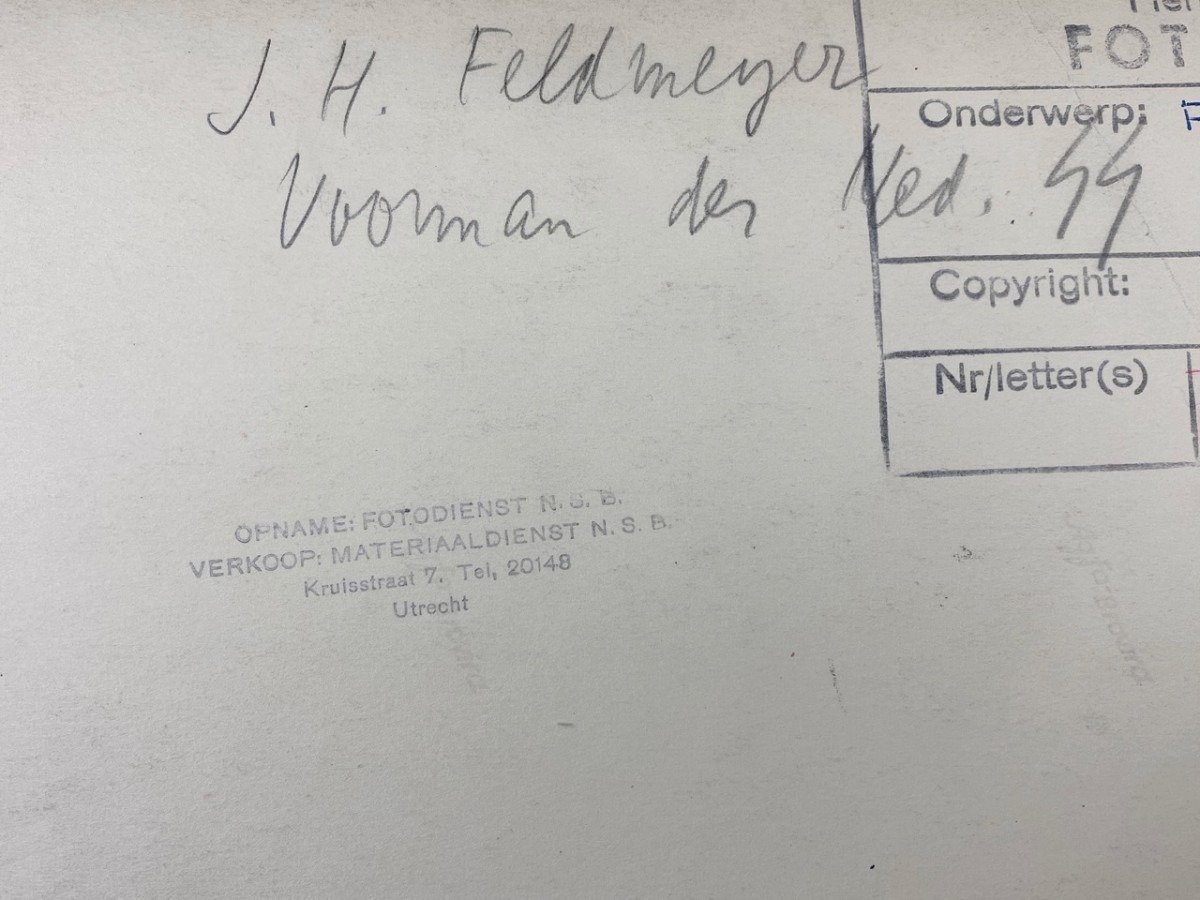 J. H. Feldmeyer
Voorman der Ned. SS
FOT
Onderwerp:
Copyright:
Nr/letter(s)
OPNAME: FOTODIENST N. S. B.
VERKOOP: MATERIAALDIENST N. S. B.
Kruisstraat 7. Tel, 20148
Utrecht